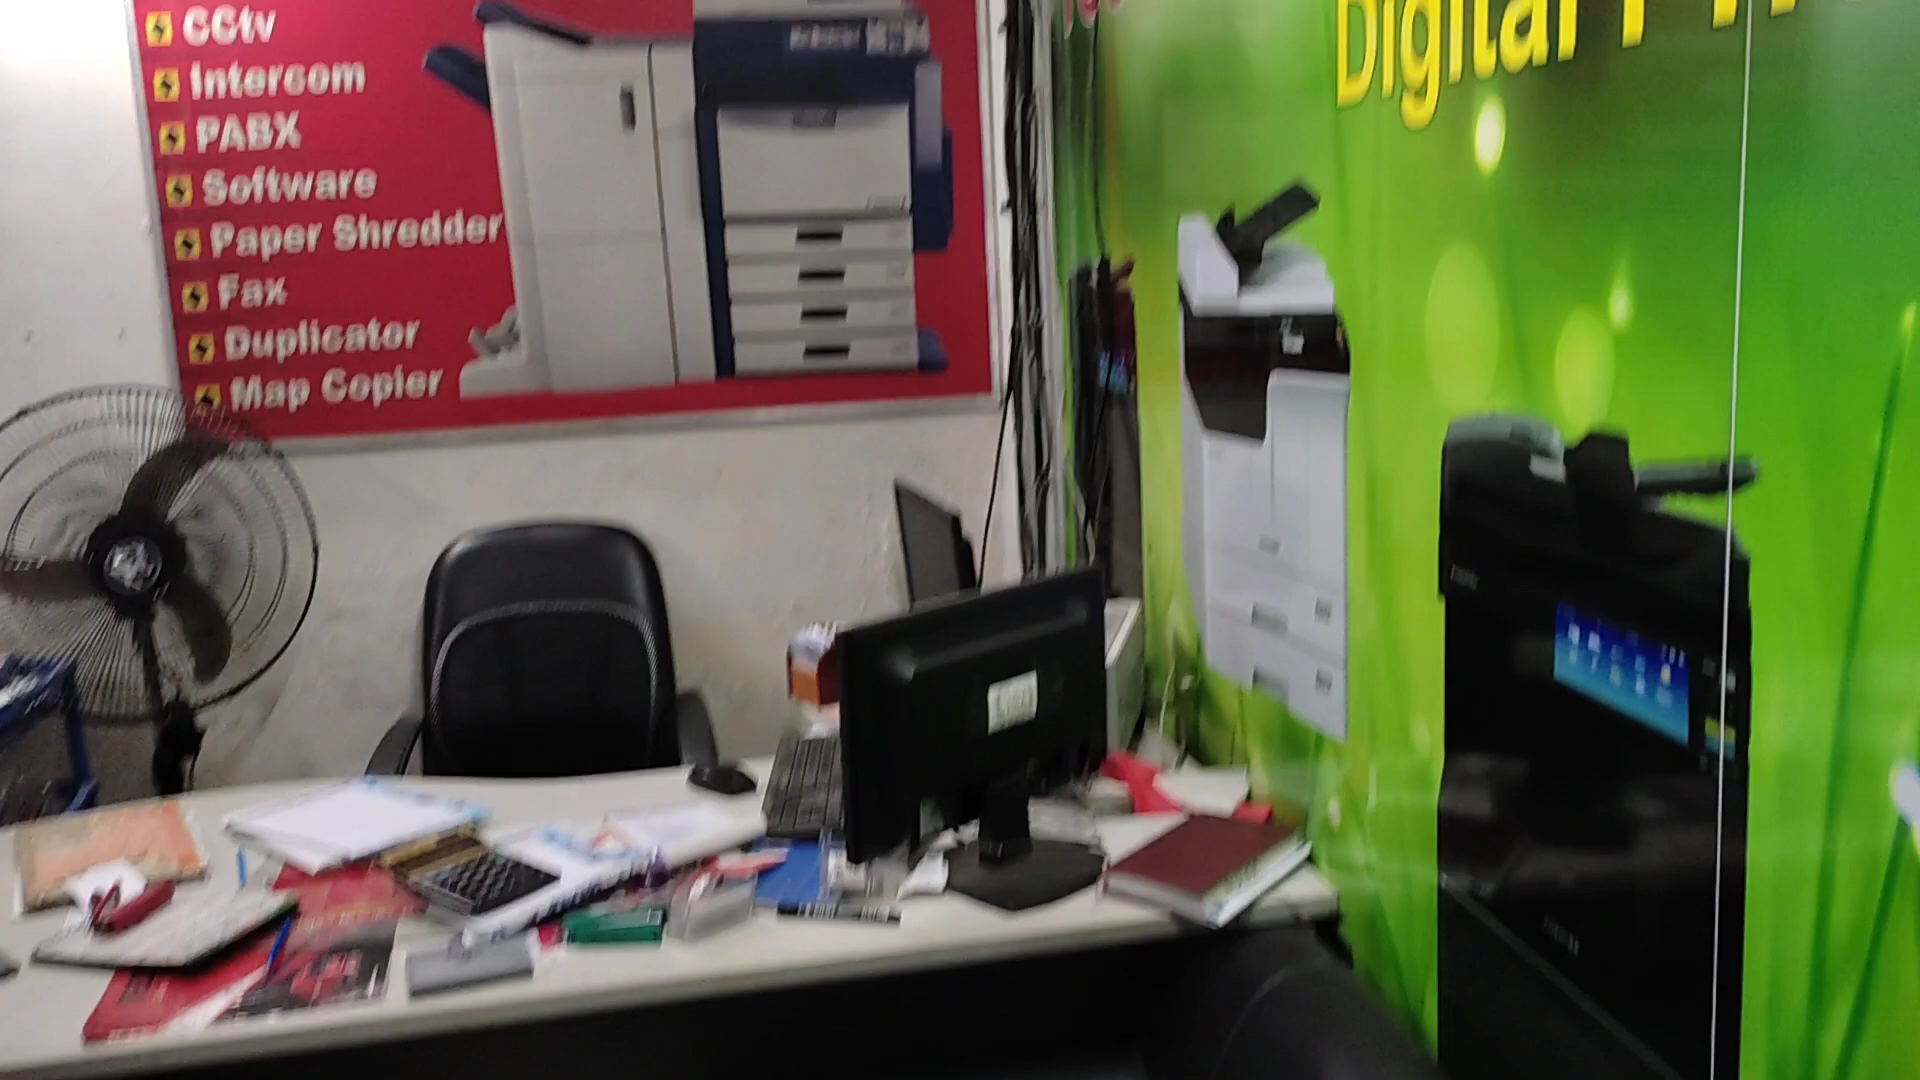 CCtv
Intercom
PABX
Software
Paper Shredder
Fax
Duplicator
Map Copier
Digital